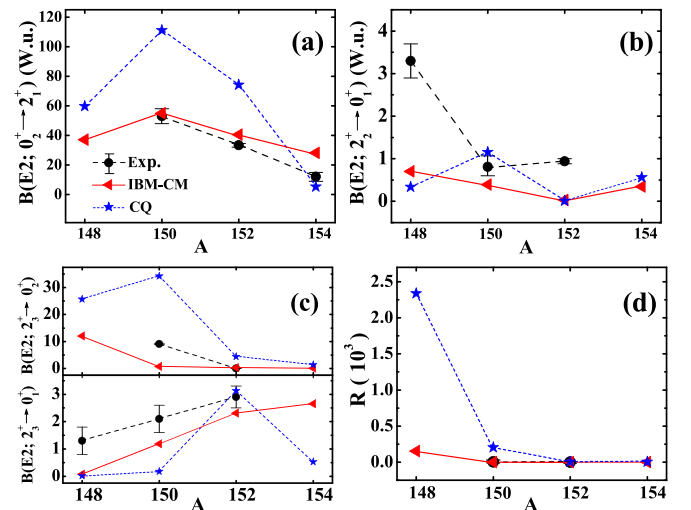 (a)
B(E2; 0₂⁺→2₁⁺) (W.u.)
120
100
80
60
40
20
0
Exp.
IBM-CM
CQ
148 150 152 154
A
(b)
B(E2; 2₂⁺→0₁⁺) (W.u.)
4
3
2
1
0
148 150 152 154
A
(c)
B(E2; 2₃⁺→0₂⁺)
30
20
10
0
B(E2; 2₃⁺→0₁⁺)
3
2
1
0
148 150 152 154
A
(d)
R ( 10³)
2.5
2.0
1.5
1.0
0.5
0.0
148 150 152 154
A